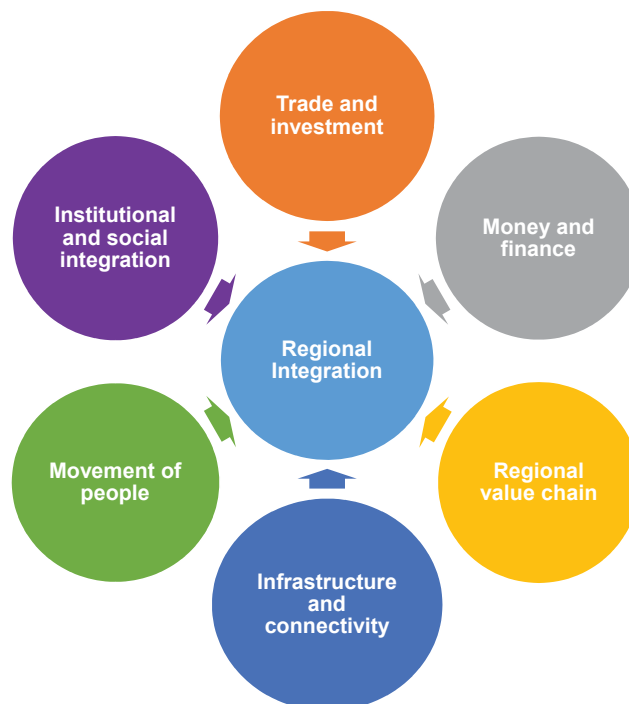 Trade and
investment
Money and
finance
Regional
value chain
Infrastructure
and
connectivity
Movement of
people
Institutional
and social
integration
Regional
Integration